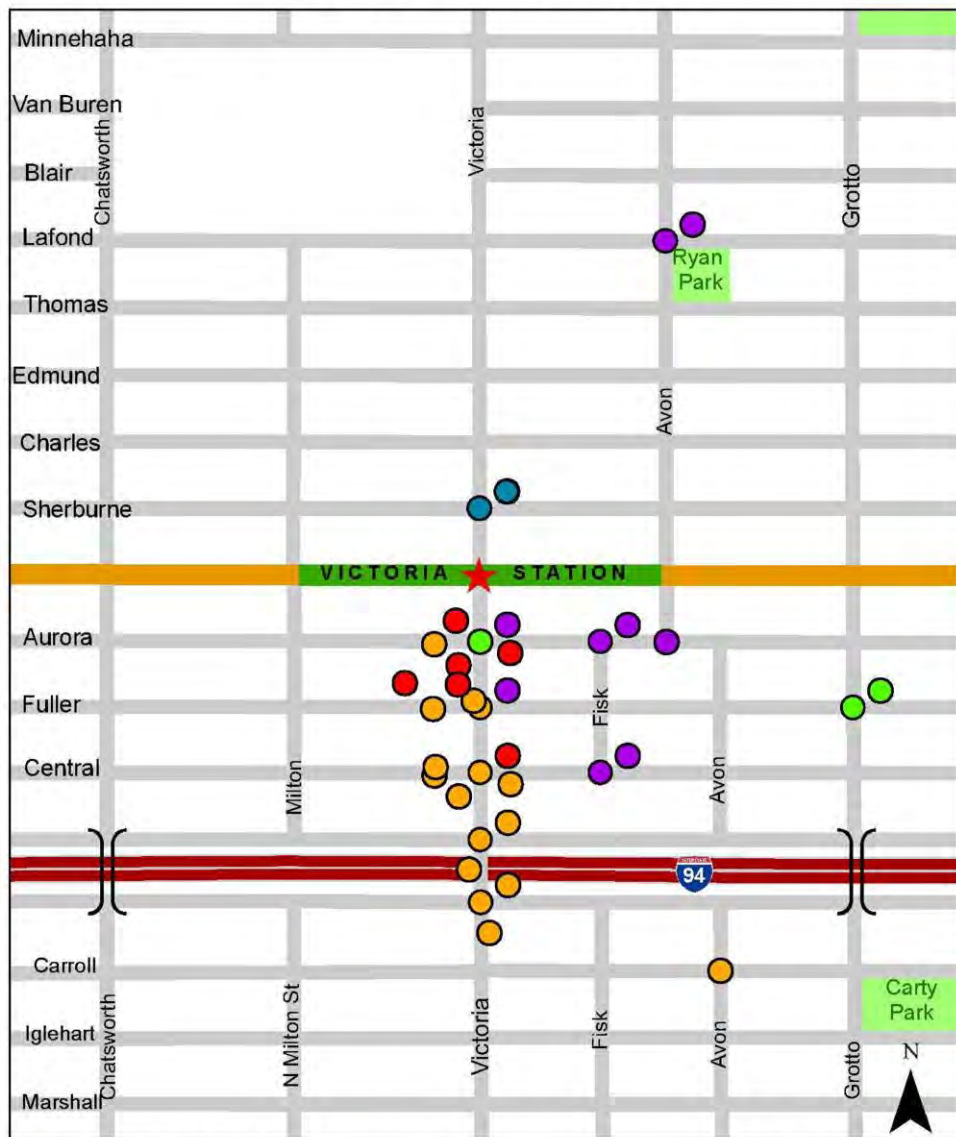 Minnehaha
Van Buren
Chatsworth
Victoria
Blair
Grotto
Lafond
Ryan
Park
Thomas
Edmund
Avon
Charles
Sherburne
VICTORIA STATION
Aurora
Fuller
Fisk
Central
Milton
Avon
94
Carroll
Carty
Park
Chatsworth
N Milton St
Victoria
Fisk
Avon
Grotto
Iglehart
N
Marshall